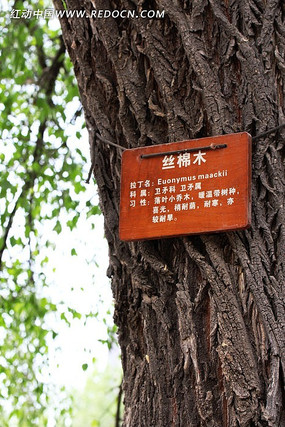 红动中国 WWW.REDOCN.COM
丝棉木
拉丁名：Euonymus maackii
科 属：卫矛科 卫矛属
习 性：落叶小乔木，暖温带树种，
喜光，稍耐荫，耐寒，亦
较耐旱。